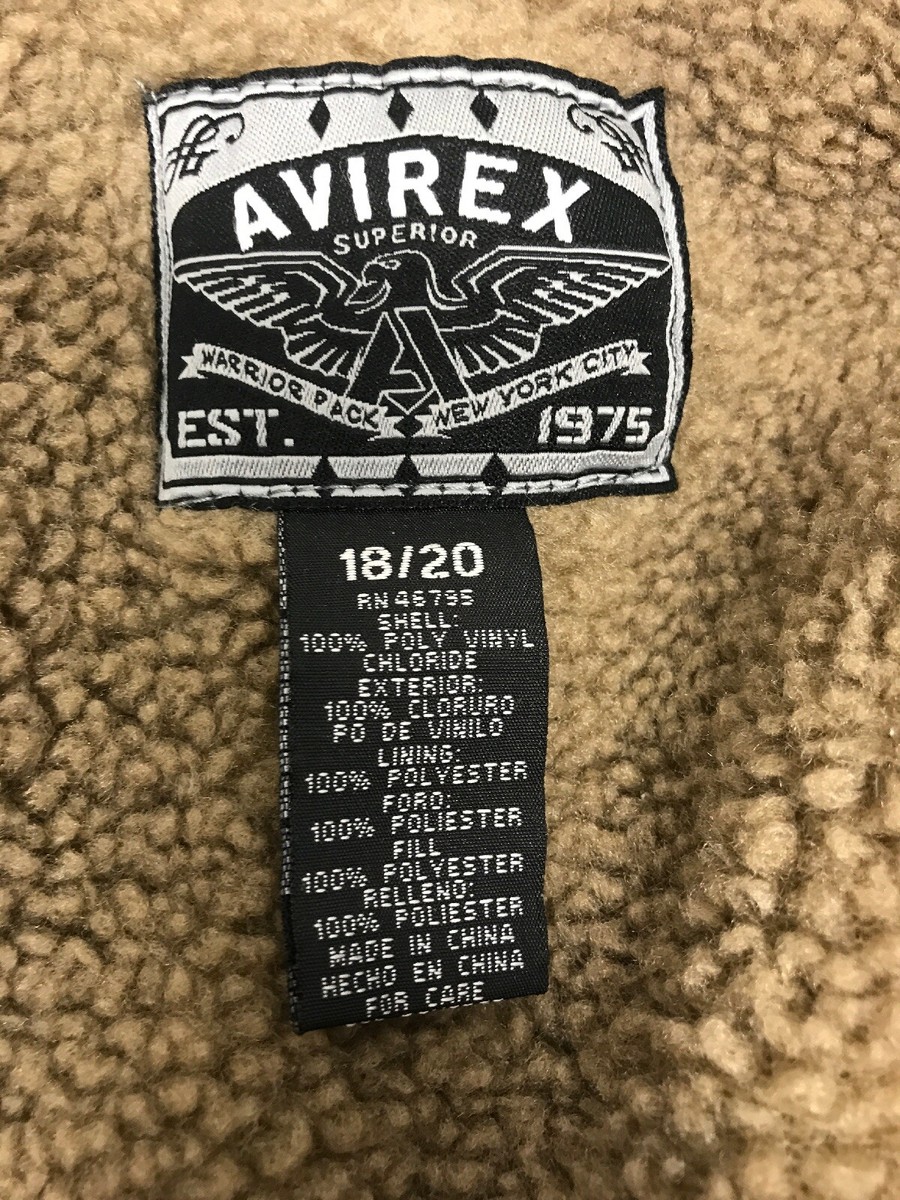 AVIREX
SUPERIOR
WARRIOR PACK NEW YORK CITY
EST. 1975
18/20
RN 46795
SHELL:
100% POLY VINYL
CHLORIDE
EXTERIOR:
100% CLORURO
PO DE VINILO
LINING:
100% POLYESTER
FORO:
100% POLIESTER
FILL
100% POLYESTER
RELLENO:
100% POLIESTER
MADE IN CHINA
HECHO EN CHINA
FOR CARE